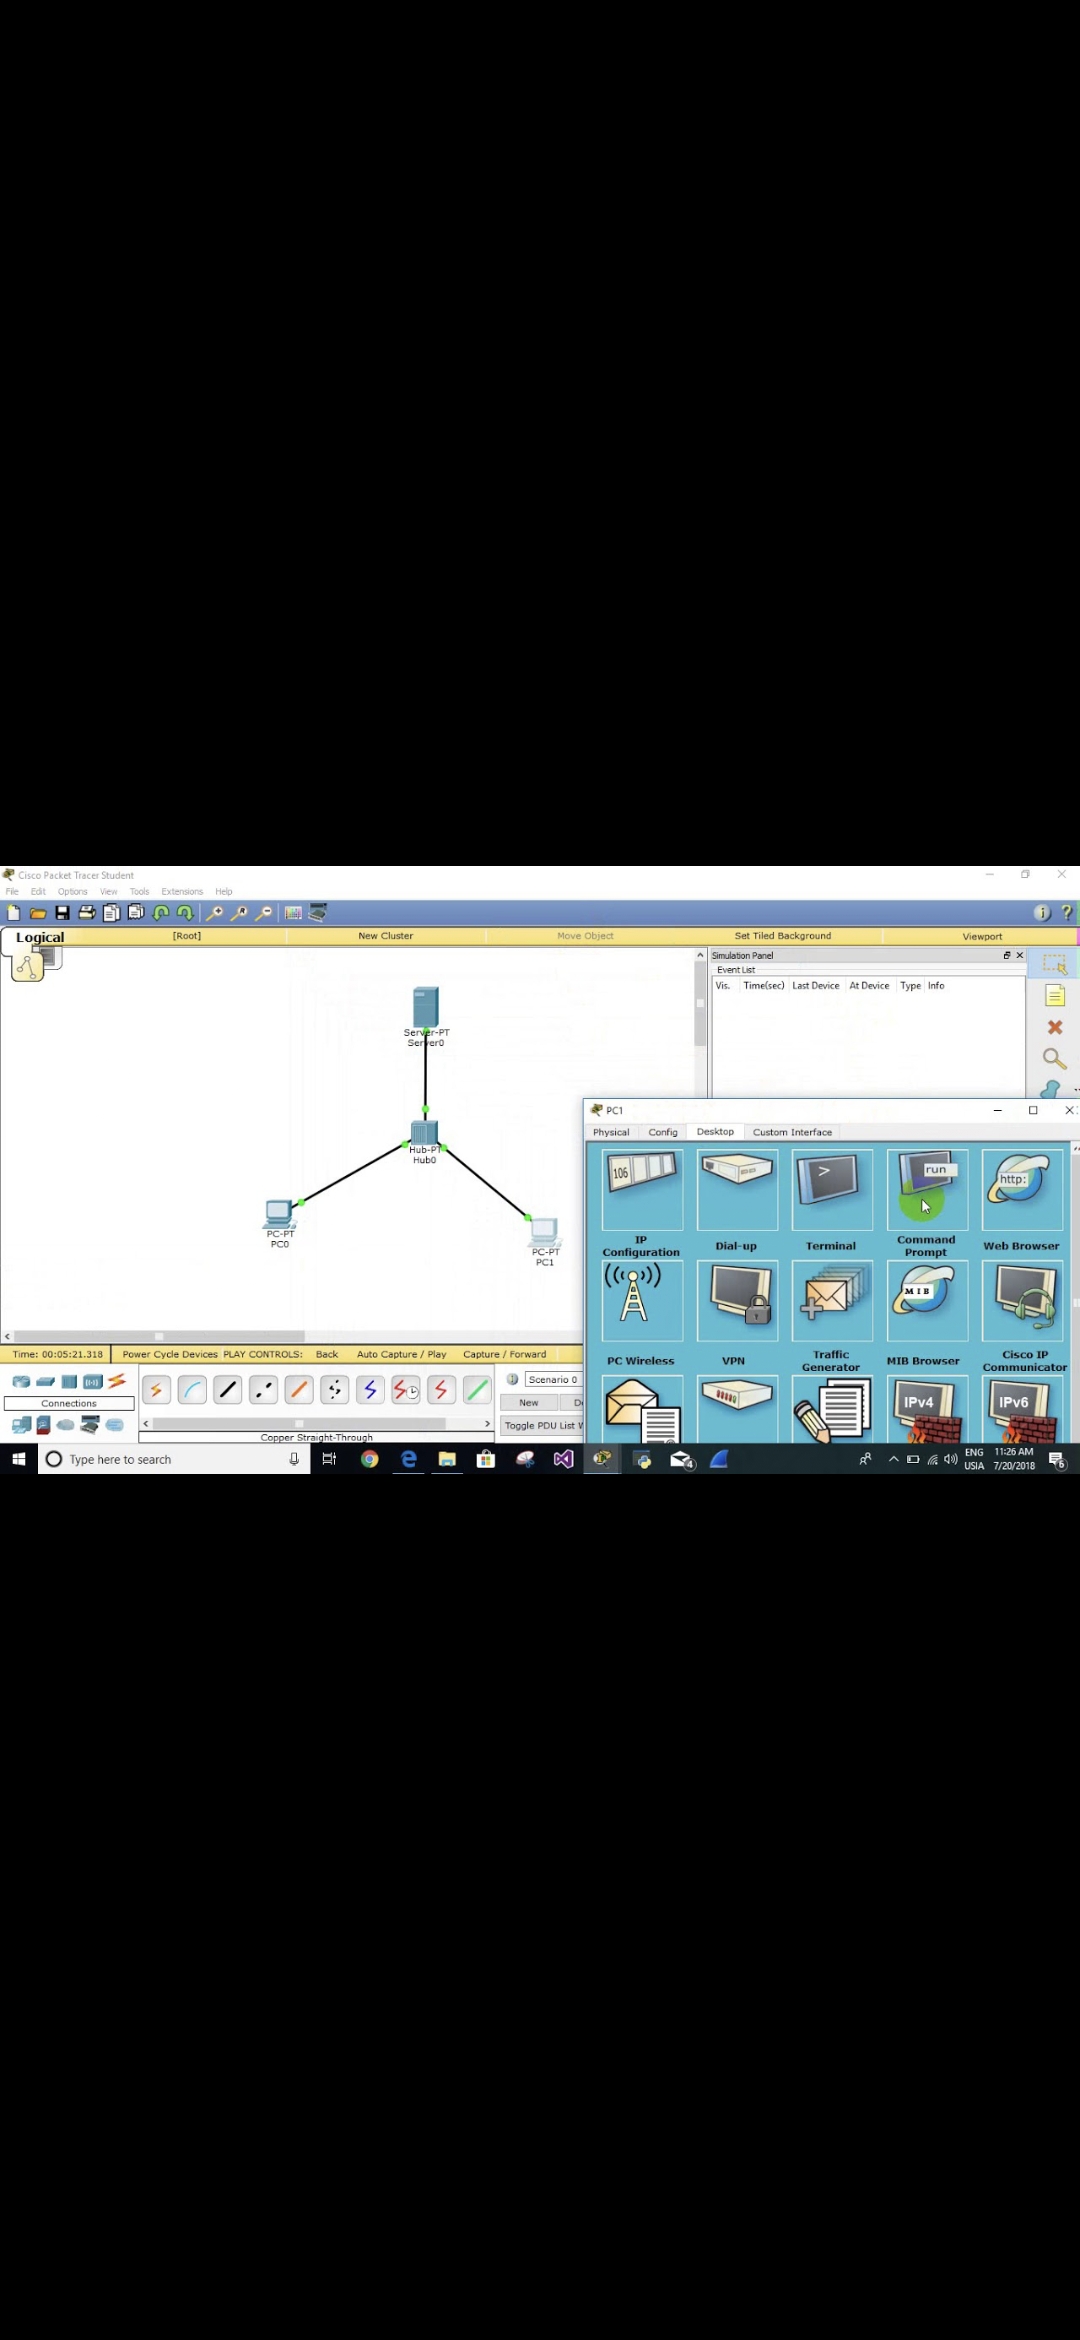 Cisco Packet Tracer Student
File Edit Options View Tools Extensions Help
Logical [Root] New Cluster Move Object Set Tiled Background Viewport
Simulation Panel
Event List
Vis. Time(sec) Last Device At Device Type Info
Server-PT
Server0
Hub-PT
Hub0
PC-PT
PC0
PC-PT
PC1
PC1
Physical Config Desktop Custom Interface
106
>
run
http:
IP Configuration
Dial-up
Terminal
Command Prompt
Web Browser
MIB
PC Wireless
VPN
Traffic Generator
MIB Browser
Cisco IP Communicator
IPv4
IPv6
Time: 00:05:21.318 Power Cycle Devices PLAY CONTROLS: Back Auto Capture / Play Capture / Forward
Connections
Scenario 0
New
Toggle PDU List
Copper Straight-Through
Type here to search
4
ENG 11:26 AM
USIA 7/20/2018
6